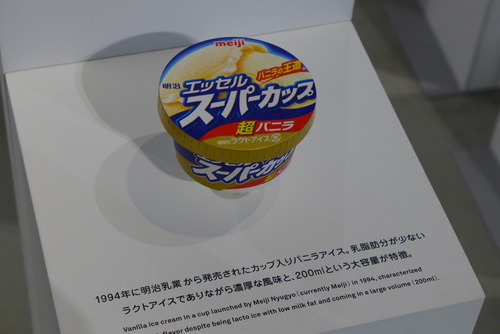 meiji
明治
エッセル
スーパーカップ
バニラの王道
超バニラ
ラクトアイス
スーパーカップ
1994年に明治乳業から発売されたカップ入りバニラアイス。乳脂肪分が少ない
ラクトアイスでありながら濃厚な風味と、200mlという大容量が特徴。
Vanilla ice cream in a cup launched by Meiji Nyugyo (currently Meiji) in 1994, characterized
flavor despite being lacto ice with low milk fat and coming in a large volume (200ml).